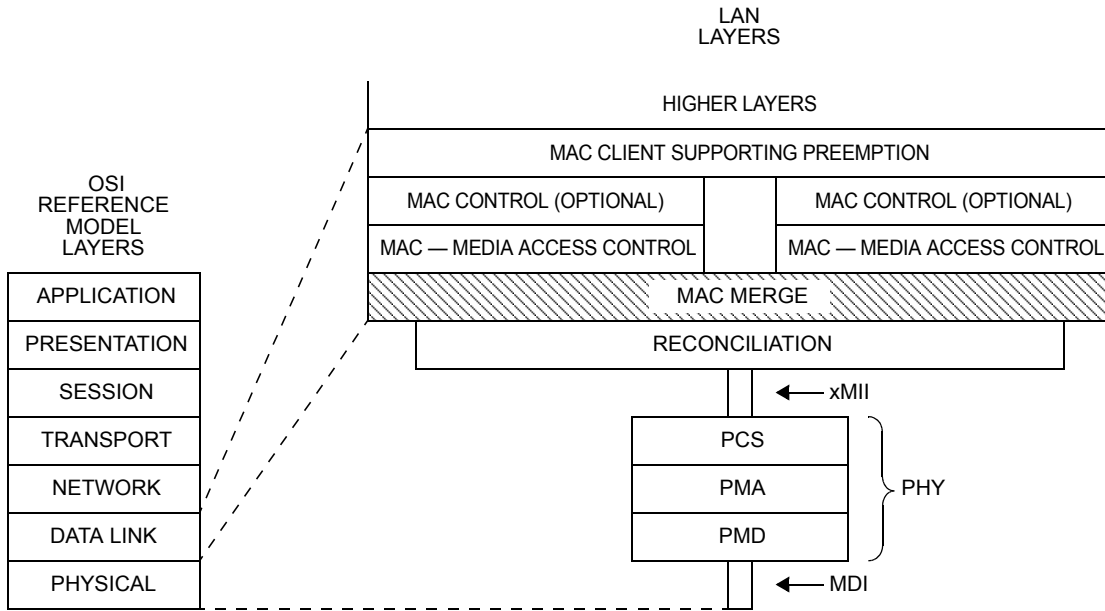 LAN
LAYERS
HIGHER LAYERS
MAC CLIENT SUPPORTING PREEMPTION
MAC CONTROL (OPTIONAL)
MAC CONTROL (OPTIONAL)
MAC — MEDIA ACCESS CONTROL
MAC — MEDIA ACCESS CONTROL
MAC MERGE
RECONCILIATION
xMII
PCS
PMA
PMD
PHY
MDI
OSI
REFERENCE
MODEL
LAYERS
APPLICATION
PRESENTATION
SESSION
TRANSPORT
NETWORK
DATA LINK
PHYSICAL